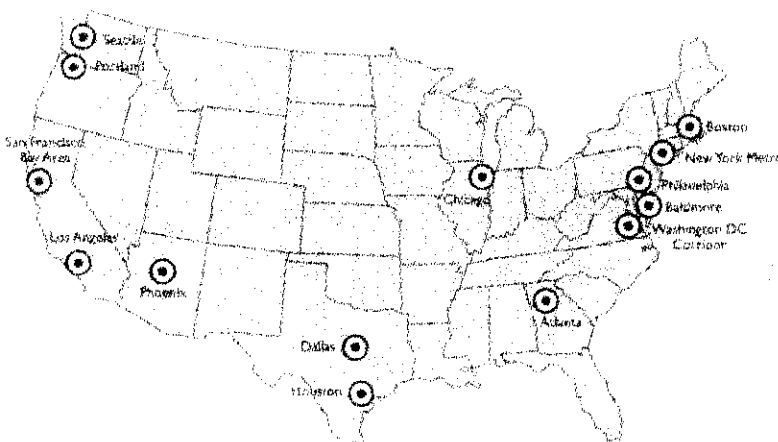 Seattle
Portland
San Francisco
Bay Area
Los Angeles
Phoenix
Dallas
Houston
Chicago
Atlanta
Boston
New York Metro
Philadelphia
Baltimore
Washington DC
Corridor